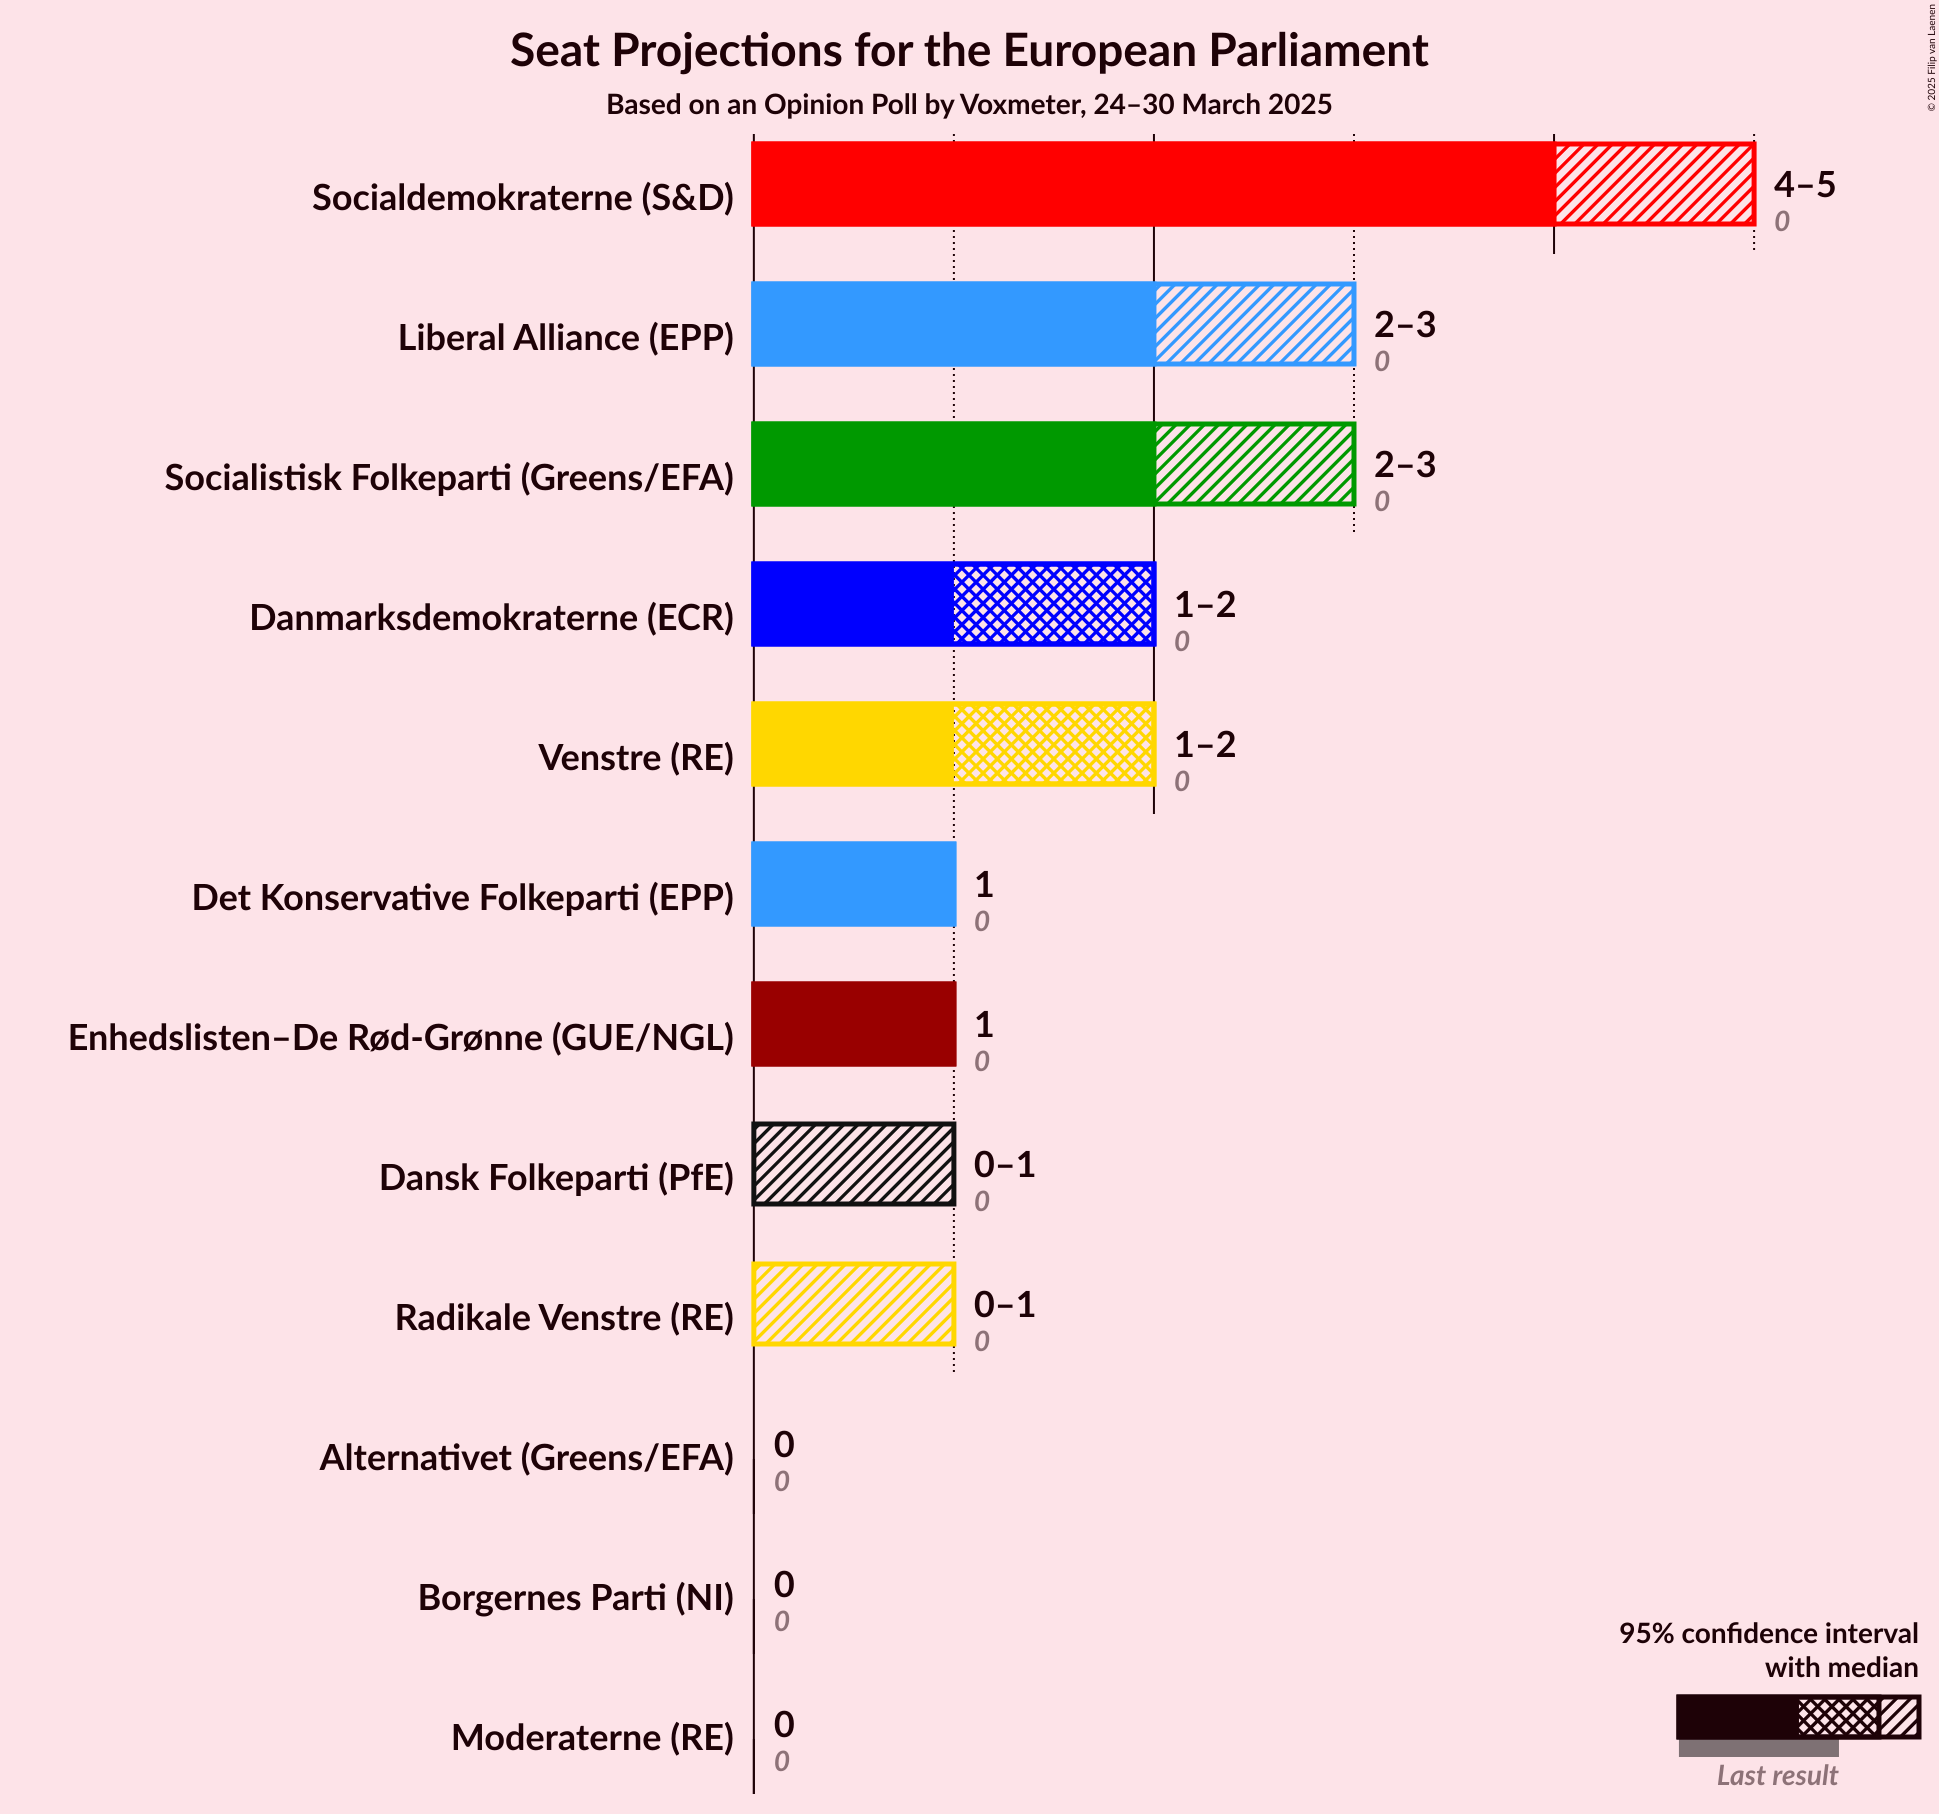 Seat Projections for the European Parliament
Based on an Opinion Poll by Voxmeter, 24–30 March 2025
© 2025 Filip van Laenen
Socialdemokraterne (S&D)
4–5
0
Liberal Alliance (EPP)
2–3
0
Socialistisk Folkeparti (Greens/EFA)
2–3
0
Danmarksdemokraterne (ECR)
1–2
0
Venstre (RE)
1–2
0
Det Konservative Folkeparti (EPP)
1
0
Enhedslisten–De Rød-Grønne (GUE/NGL)
1
0
Dansk Folkeparti (PfE)
0–1
0
Radikale Venstre (RE)
0–1
0
Alternativet (Greens/EFA)
0
0
Borgernes Parti (NI)
0
0
Moderaterne (RE)
0
0
95% confidence interval
with median
Last result